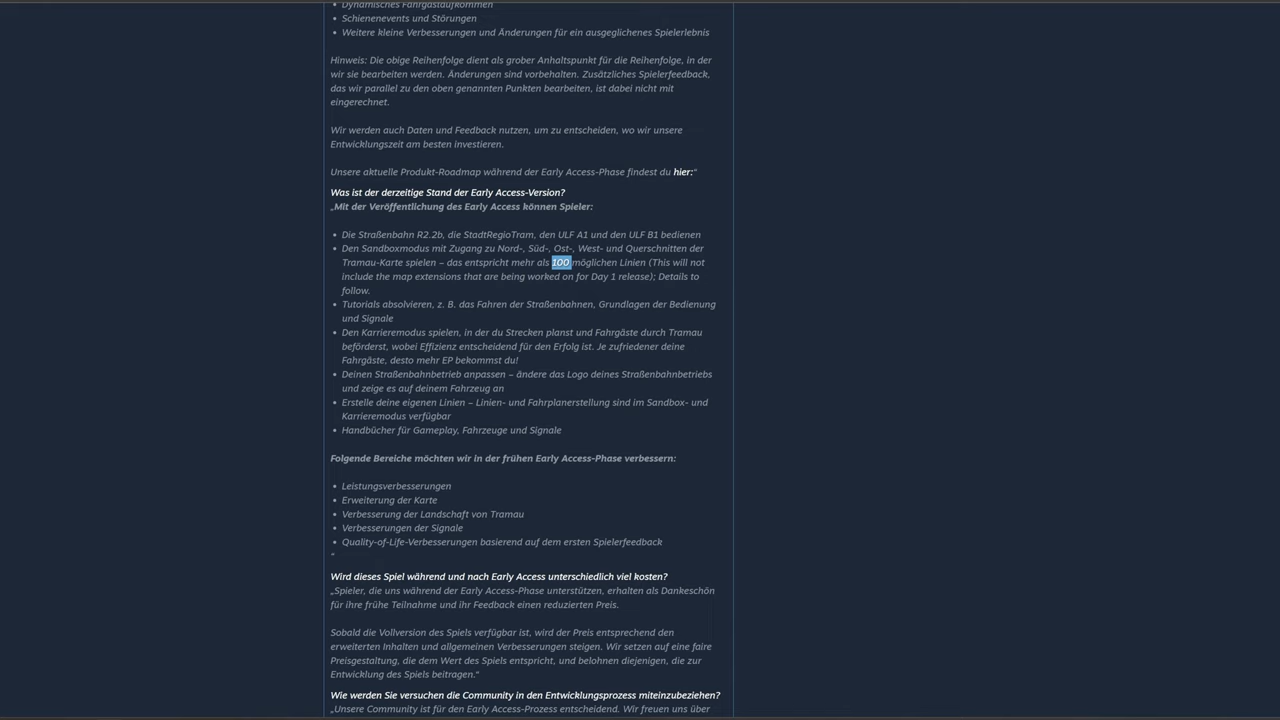 • Dynamisches Fahrgastaufkommen
• Schienenevents und Störungen
• Weitere kleine Verbesserungen und Änderungen für ein ausgeglichenes Spielerlebnis
Hinweis: Die obige Reihenfolge dient als grober Anhaltspunkt für die Reihenfolge, in der
wir sie bearbeiten werden. Änderungen sind vorbehalten. Zusätzliches Spielerfeedback,
das wir parallel zu den oben genannten Punkten bearbeiten, ist dabei nicht mit
eingerechnet.
Wir werden auch Daten und Feedback nutzen, um zu entscheiden, wo wir unsere
Entwicklungszeit am besten investieren.
Unsere aktuelle Produkt-Roadmap während der Early Access-Phase findest du hier:“
Was ist der derzeitige Stand der Early Access-Version?
„Mit der Veröffentlichung des Early Access können Spieler:
• Die Straßenbahn R2.2b, die StadtRegioTram, den ULF A1 und den ULF B1 bedienen
• Den Sandboxmodus mit Zugang zu Nord-, Süd-, Ost-, West- und Querschnitten der
Tramau-Karte spielen – das entspricht mehr als 100 möglichen Linien (This will not
include the map extensions that are being worked on for Day 1 release); Details to
follow.
• Tutorials absolvieren, z. B. das Fahren der Straßenbahnen, Grundlagen der Bedienung
und Signale
• Den Karrieremodus spielen, in der du Strecken planst und Fahrgäste durch Tramau
beförderst, wobei Effizienz entscheidend für den Erfolg ist. Je zufriedener deine
Fahrgäste, desto mehr EP bekommst du!
• Deinen Straßenbahnbetrieb anpassen – ändere das Logo deines Straßenbahnbetriebs
und zeige es auf deinem Fahrzeug an
• Erstelle deine eigenen Linien – Linien- und Fahrplanerstellung sind im Sandbox- und
Karrieremodus verfügbar
• Handbücher für Gameplay, Fahrzeuge und Signale
Folgende Bereiche möchten wir in der frühen Early Access-Phase verbessern:
• Leistungsverbesserungen
• Erweiterung der Karte
• Verbesserung der Landschaft von Tramau
• Verbesserungen der Signale
• Quality-of-Life-Verbesserungen basierend auf dem ersten Spielerfeedback
“
Wird dieses Spiel während und nach Early Access unterschiedlich viel kosten?
„Spieler, die uns während der Early Access-Phase unterstützen, erhalten als Dankeschön
für ihre frühe Teilnahme und ihr Feedback einen reduzierten Preis.
Sobald die Vollversion des Spiels verfügbar ist, wird der Preis entsprechend den
erweiterten Inhalten und allgemeinen Verbesserungen steigen. Wir setzen auf eine faire
Preisgestaltung, die dem Wert des Spiels entspricht, und belohnen diejenigen, die zur
Entwicklung des Spiels beitragen.“
Wie werden Sie versuchen die Community in den Entwicklungsprozess miteinzubeziehen?
„Unsere Community ist für den Early Access-Prozess entscheidend. Wir freuen uns über